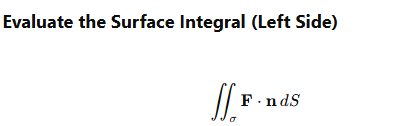 Evaluate the Surface Integral (Left Side)
∬_σ F · n dS